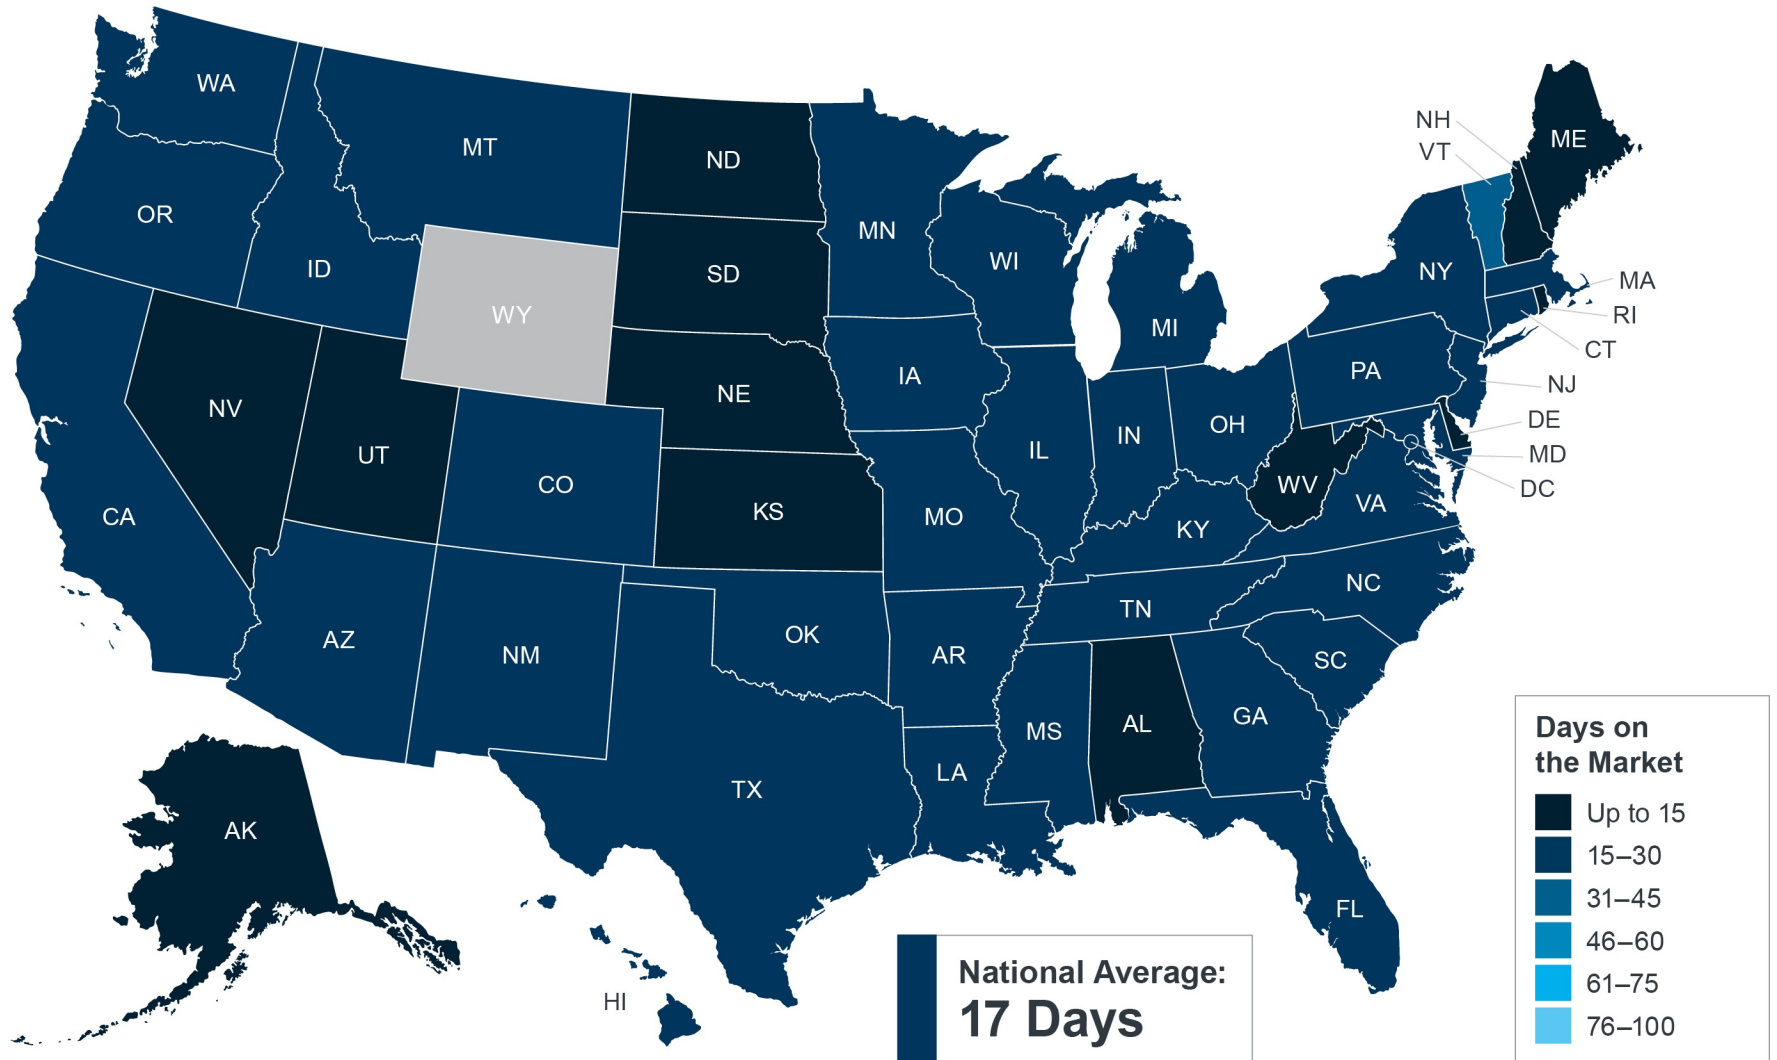 WA
MT
ND
MN
OR
ID
WY
SD
WI
MI
NH
VT
ME
NY
MA
RI
CT
NJ
DE
MD
DC
PA
NV
UT
CO
NE
IA
IL
IN
OH
CA
KS
MO
KY
WV
VA
AZ
NM
OK
AR
TN
NC
SC
TX
LA
MS
AL
GA
FL
AK
HI
National Average:
17 Days
Days on
the Market
Up to 15
15–30
31–45
46–60
61–75
76–100